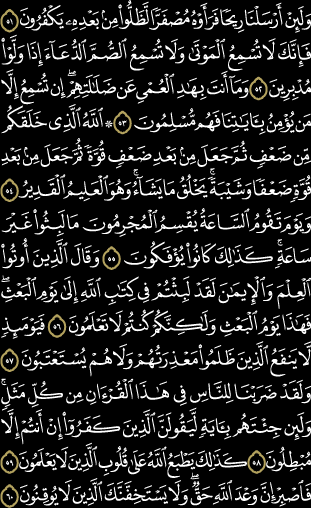 وَلَئِنْ أَرْسَلْنَا رِيحًا فَرَأَوْهُ مُصْفَرًّا لَّظَلُّوا۟ مِنۢ بَعْدِهِۦ يَكْفُرُونَ ٥١
فَإِنَّكَ لَا تُسْمِعُ ٱلْمَوْتَىٰ وَلَا تُسْمِعُ ٱلصُّمَّ ٱلدُّعَآءَ إِذَا وَلَّوْا۟
مُدْبِرِينَ ٥٢ وَمَآ أَنتَ بِهَٰدِ ٱلْعُمْىِ عَن ضَلَٰلَتِهِمْ ۖ إِن تُسْمِعُ إِلَّا
مَن يُؤْمِنُ بِـَٔايَٰتِنَا فَهُم مُّسْلِمُونَ ٥٣ ۞ ٱللَّهُ ٱلَّذِى خَلَقَكُم
مِّن ضَعْفٍ ثُمَّ جَعَلَ مِنۢ بَعْدِ ضَعْفٍ قُوَّةً ثُمَّ جَعَلَ مِنۢ بَعْدِ
قُوَّةٍ ضَعْفًا وَشَيْبَةً ۚ يَخْلُقُ مَا يَشَآءُ ۖ وَهُوَ ٱلْعَلِيمُ ٱلْقَدِيرُ ٥٤
وَيَوْمَ تَقُومُ ٱلسَّاعَةُ يُقْسِمُ ٱلْمُجْرِمُونَ مَا لَبِثُوا۟ غَيْرَ
سَاعَةٍ ۚ كَذَٰلِكَ كَانُوا۟ يُؤْفَكُونَ ٥٥ وَقَالَ ٱلَّذِينَ أُوتُوا۟
ٱلْعِلْمَ وَٱلْإِيمَٰنَ لَقَدْ لَبِثْتُمْ فِى كِتَٰبِ ٱللَّهِ إِلَىٰ يَوْمِ ٱلْبَعْثِ ۖ
فَهَٰذَا يَوْمُ ٱلْبَعْثِ وَلَٰكِنَّكُمْ كُنتُمْ لَا تَعْلَمُونَ ٥٦ فَيَوْمَئِذٍ
لَّا يَنفَعُ ٱلَّذِينَ ظَلَمُوا۟ مَعْذِرَتُهُمْ وَلَا هُمْ يُسْتَعْتَبُونَ ٥٧
وَلَقَدْ ضَرَبْنَا لِلنَّاسِ فِى هَٰذَا ٱلْقُرْءَانِ مِن كُلِّ مَثَلٍ ۚ
وَلَئِن جِئْتَهُم بِـَٔايَةٍ لَّيَقُولَنَّ ٱلَّذِينَ كَفَرُوٓا۟ إِنْ أَنتُمْ إِلَّا
مُبْطِلُونَ ٥٨ كَذَٰلِكَ يَطْبَعُ ٱللَّهُ عَلَىٰ قُلُوبِ ٱلَّذِينَ لَا يَعْلَمُونَ ٥٩
فَٱصْبِرْ إِنَّ وَعْدَ ٱللَّهِ حَقٌّ ۖ وَلَا يَسْتَخِفَّنَّكَ ٱلَّذِينَ لَا يُوقِنُونَ ٦٠